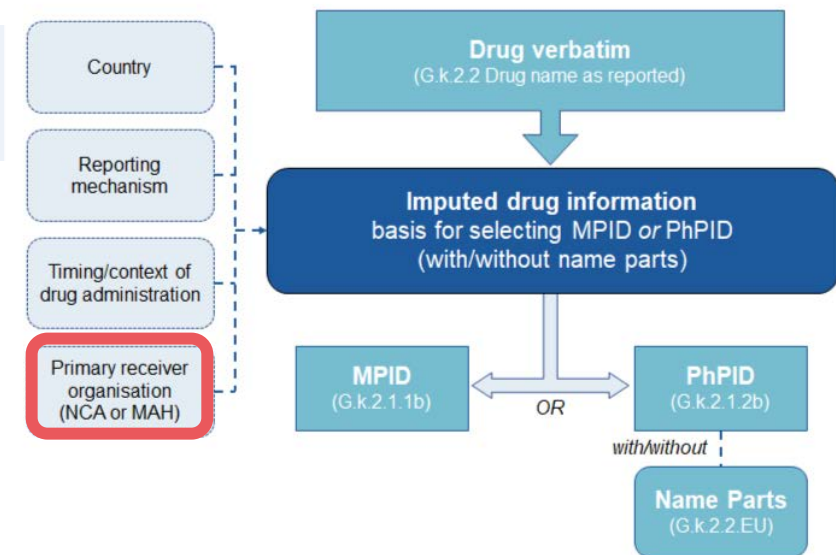 Country
Reporting
mechanism
Timing/context of
drug administration
Primary receiver
organisation
(NCA or MAH)
Drug verbatim
(G.k.2.2 Drug name as reported)
Imputed drug information
basis for selecting MPID or PhPID
(with/without name parts)
MPID
(G.k.2.1.1b)
OR
PhPID
(G.k.2.1.2b)
with/without
Name Parts
(G.k.2.2.EU)